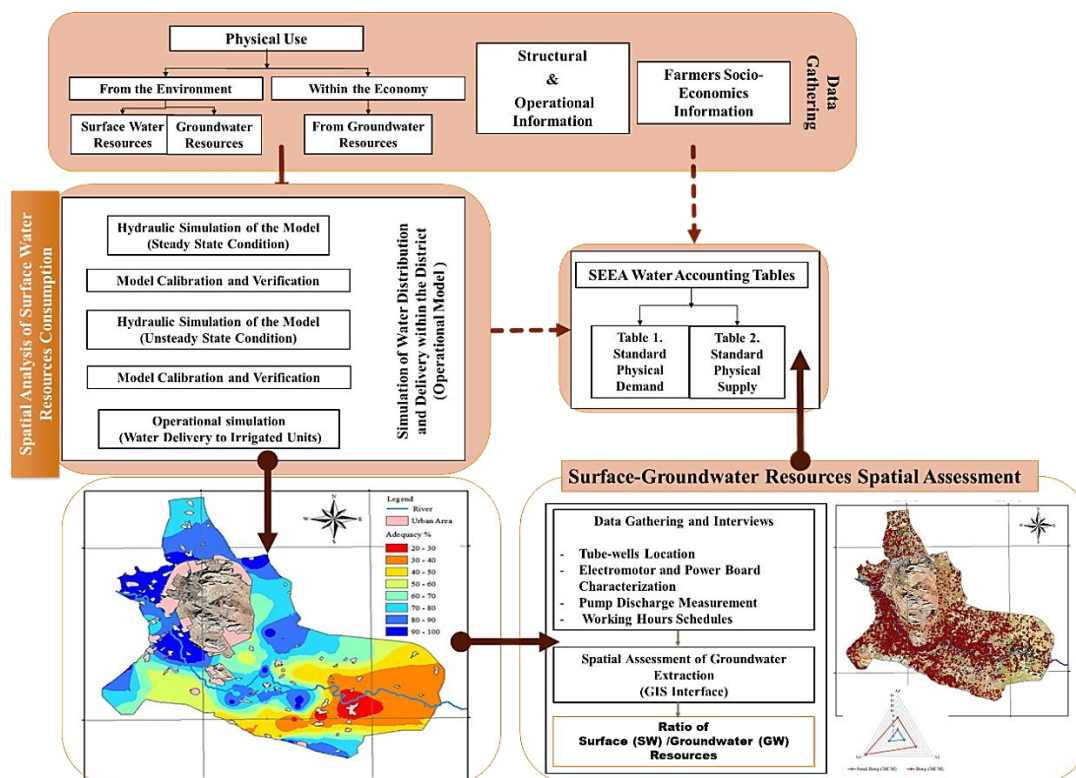 Physical Use
From the Environment
Within the Economy
Surface Water
Resources
Groundwater
Resources
From Groundwater
Resources
Structural
&
Operational
Information
Farmers Socio-
Economics
Information
Data
Gathering
Spatial Analysis of Surface Water
Resources Consumption
Hydraulic Simulation of the Model
(Steady State Condition)
Model Calibration and Verification
Hydraulic Simulation of the Model
(Unsteady State Condition)
Model Calibration and Verification
Operational simulation
(Water Delivery to Irrigated Units)
Simulation of Water Distribution
and Delivery within the District
(Operational Model )
SEEA Water Accounting Tables
Table 1.
Standard
Physical
Demand
Table 2.
Standard
Physical
Supply
Legend
River
Urban Area
Adequacy %
20 - 30
30 - 40
40 - 50
50 - 60
60 - 70
70 - 80
80 - 90
90 - 100
N
W
E
S
Surface-Groundwater Resources Spatial Assessment
Data Gathering and Interviews
- Tube-wells Location
- Electromotor and Power Board
Characterization
- Pump Discharge Measurement
- Working Hours Schedules
Spatial Assessment of Groundwater
Extraction
(GIS Interface)
Ratio of
Surface (SW) /Groundwater (GW)
Resources
N